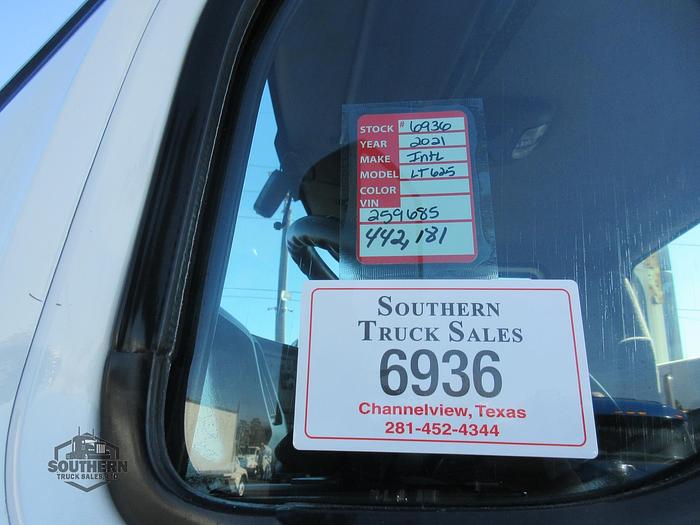 STOCK # 6936
YEAR 2021
MAKE Intl
MODEL LT625
COLOR
VIN
259685
442,181
SOUTHERN
TRUCK SALES
6936
Channelview, Texas
281-452-4344
SOUTHERN
TRUCK SALES, LTD